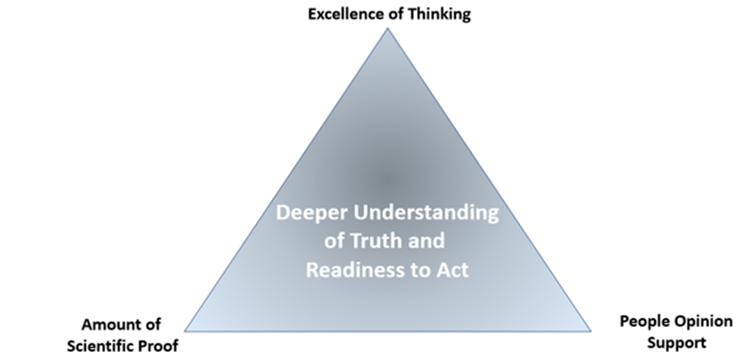 Excellence of Thinking
Deeper Understanding
of Truth and
Readiness to Act
Amount of
Scientific Proof
People Opinion
Support